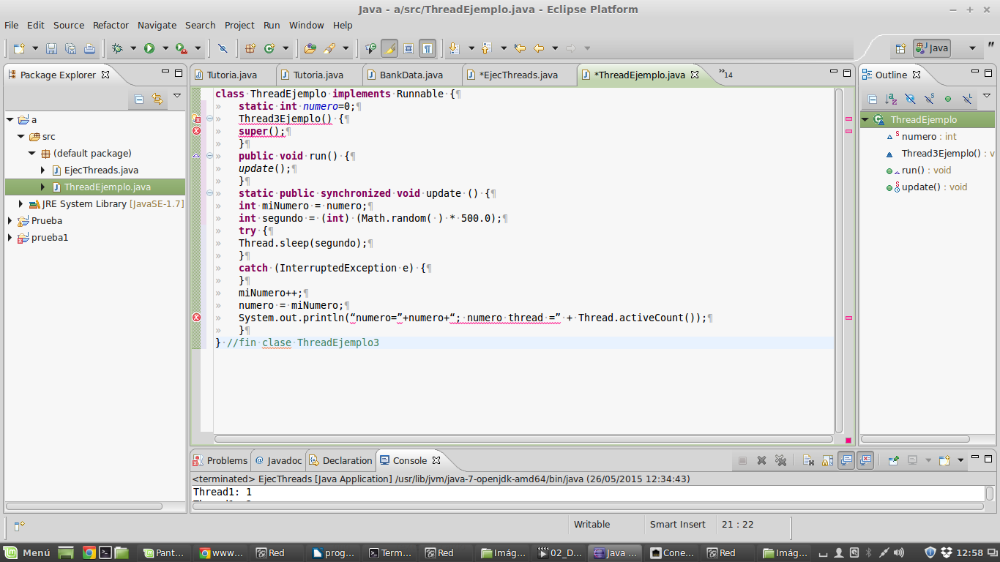 Java - a/src/ThreadEjemplo.java - Eclipse Platform
File Edit Source Refactor Navigate Search Project Run Window Help
Java
Package Explorer
Tutoria.java
Tutoria.java
BankData.java
*EjecThreads.java
*ThreadEjemplo.java
»14
Outline
a
src
(default package)
EjecThreads.java
ThreadEjemplo.java
JRE System Library [JavaSE-1.7]
Prueba
prueba1
class·ThreadEjemplo·implements·Runnable·{¶
» static·int·numero=0;¶
» Thread3Ejemplo()·{¶
» super();¶
» }¶
» public·void·run()·{¶
» update();¶
» }¶
» static·public·synchronized·void·update·()·{¶
» int·miNumero·=·numero;¶
» int·segundo·=·(int)·(Math.random(·)·*·500.0);¶
» try·{¶
» Thread.sleep(segundo);¶
» }¶
» catch·(InterruptedException·e)·{¶
» }¶
» miNumero++;¶
» numero·=·miNumero;¶
» System.out.println(“numero=”+numero+“;·numero·thread·=”·+·Thread.activeCount());¶
» }¶
}·//fin·clase·ThreadEjemplo3
ThreadEjemplo
numero : int
Thread3Ejemplo() : v
run() : void
update() : void
Problems
Javadoc
Declaration
Console
<terminated> EjecThreads [Java Application] /usr/lib/jvm/java-7-openjdk-amd64/bin/java (26/05/2015 12:34:43)
Thread1: 1
Writable
Smart Insert
21 : 22
Menú
Pant...
www...
Red
prog...
Term...
Red
Imág...
02_D...
Java ...
Cone...
Red
Imág...
12:58